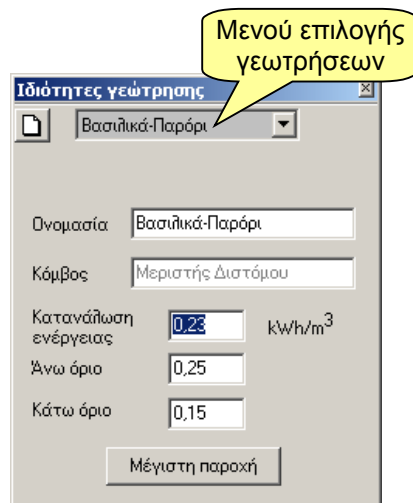 Μενού επιλογής
γεωτρήσεων
Ιδιότητες γεώτρησης
Βασιλικά-Παρόρι
Ονομασία Βασιλικά-Παρόρι
Κόμβος Μεριστής Διστόμου
Κατανάλωση
ενέργειας 0,23 kWh/m³
Άνω όριο 0,25
Κάτω όριο 0,15
Μέγιστη παροχή